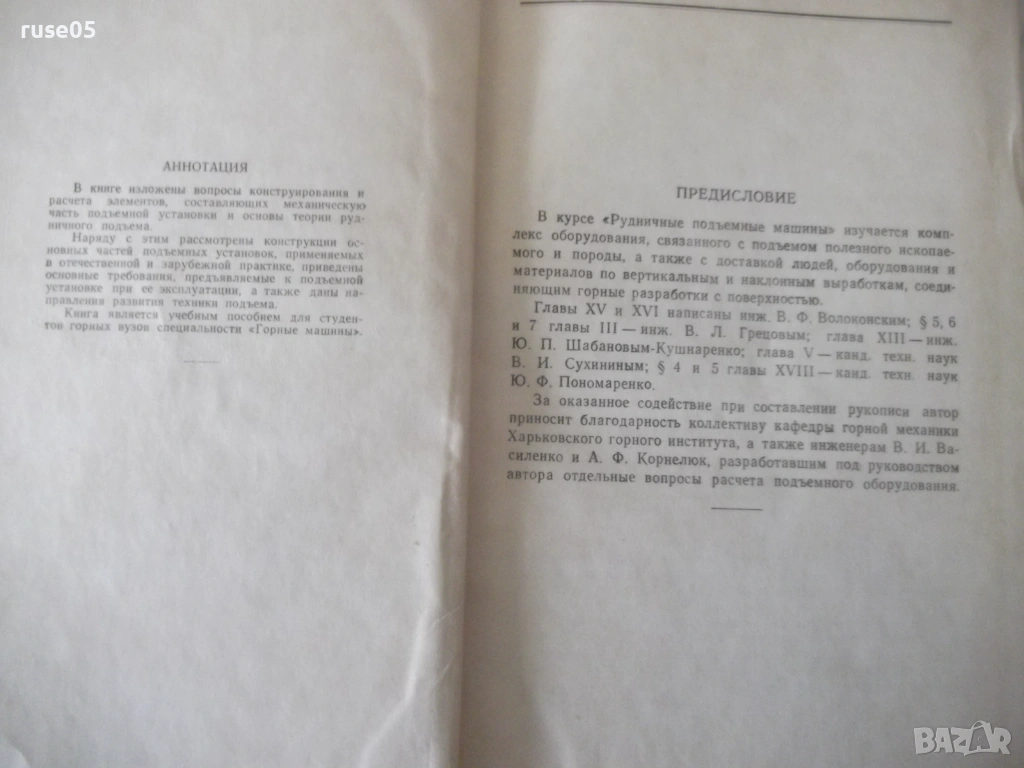 ruse05
АННОТАЦИЯ
В книге изложены вопросы конструирования и
расчета элементов, составляющих механическую
часть подъемной установки и основы теории руд-
ничного подъема.
Наряду с этим рассмотрены конструкции ос-
новных частей подъемных установок, применяемых
в отечественной и зарубежной практике, приведены
основные требования, предъявляемые к подъемной
установке при ее эксплуатации, а также даны на-
правления развития техники подъема.
Книга является учебным пособием для студен-
тов горных вузов специальности «Горные машины».
ПРЕДИСЛОВИЕ
В курсе «Рудничные подъемные машины» изучается комп-
лекс оборудования, связанного с подъемом полезного ископае-
мого и породы, а также с доставкой людей, оборудования и
материалов по вертикальным и наклонным выработкам, соеди-
няющим горные разработки с поверхностью.
Главы XV и XVI написаны инж. В. Ф. Волоконским; § 5, 6
и 7 главы III — инж. В. Л. Грецовым; глава XIII — инж.
Ю. П. Шабановым-Кушнаренко; глава V — канд. техн. наук
В. И. Сухининым; § 4 и 5 главы XVIII — канд. техн. наук
Ю. Ф. Пономаренко.
За оказанное содействие при составлении рукописи автор
приносит благодарность коллективу кафедры горной механики
Харьковского горного института, а также инженерам В. И. Ва-
силенко и А. Ф. Корнелюк, разработавшим под руководством
автора отдельные вопросы расчета подъемного оборудования.
BAZAR